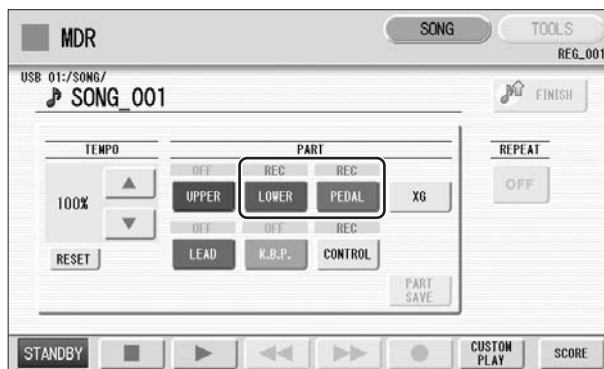 MDR
SONG
TOOLS
REG_001
USB 01:/SONG/
SONG_001
FINISH
TEMPO
PART
REPEAT
OFF
REC
REC
OFF
100%
UPPER
LOWER
PEDAL
XG
OFF
OFF
REC
RESET
LEAD
K.B.P.
CONTROL
PART
SAVE
STANDBY
CUSTOM
PLAY
SCORE